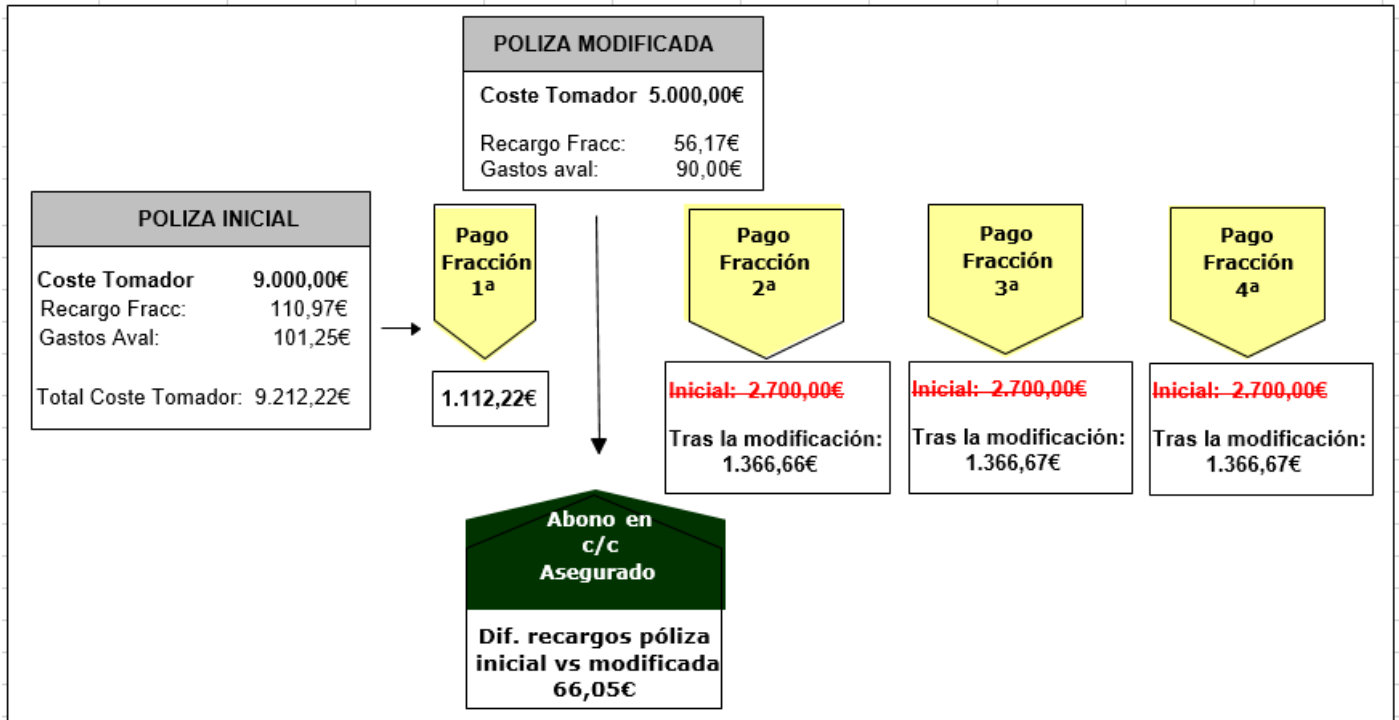 POLIZA MODIFICADA
Coste Tomador 5.000,00€
Recargo Fracc: 56,17€
Gastos aval: 90,00€
POLIZA INICIAL
Coste Tomador 9.000,00€
Recargo Fracc: 110,97€
Gastos Aval: 101,25€
Total Coste Tomador: 9.212,22€
Pago
Fracción
1ª
1.112,22€
Pago
Fracción
2ª
Inicial: 2.700,00€
Tras la modificación:
1.366,66€
Pago
Fracción
3ª
Inicial: 2.700,00€
Tras la modificación:
1.366,67€
Pago
Fracción
4ª
Inicial: 2.700,00€
Tras la modificación:
1.366,67€
Abono en
c/c
Asegurado
Dif. recargos póliza
inicial vs modificada
66,05€